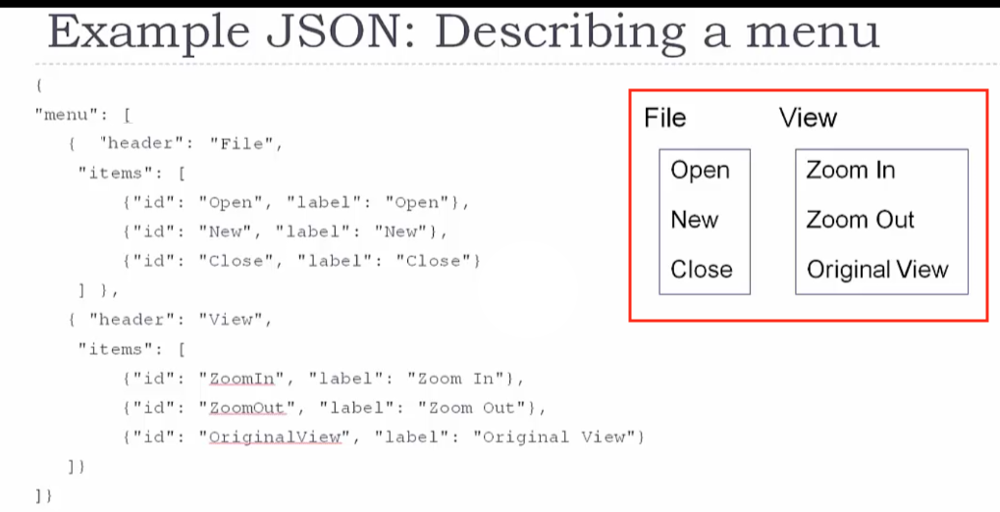 Example JSON: Describing a menu
{
"menu": [
{ "header": "File",
"items": [
{"id": "Open", "label": "Open"},
{"id": "New", "label": "New"},
{"id": "Close", "label": "Close"}
] },
{ "header": "View",
"items": [
{"id": "ZoomIn", "label": "Zoom In"},
{"id": "ZoomOut", "label": "Zoom Out"},
{"id": "OriginalView", "label": "Original View"}
]}
]}
File
Open
New
Close
View
Zoom In
Zoom Out
Original View